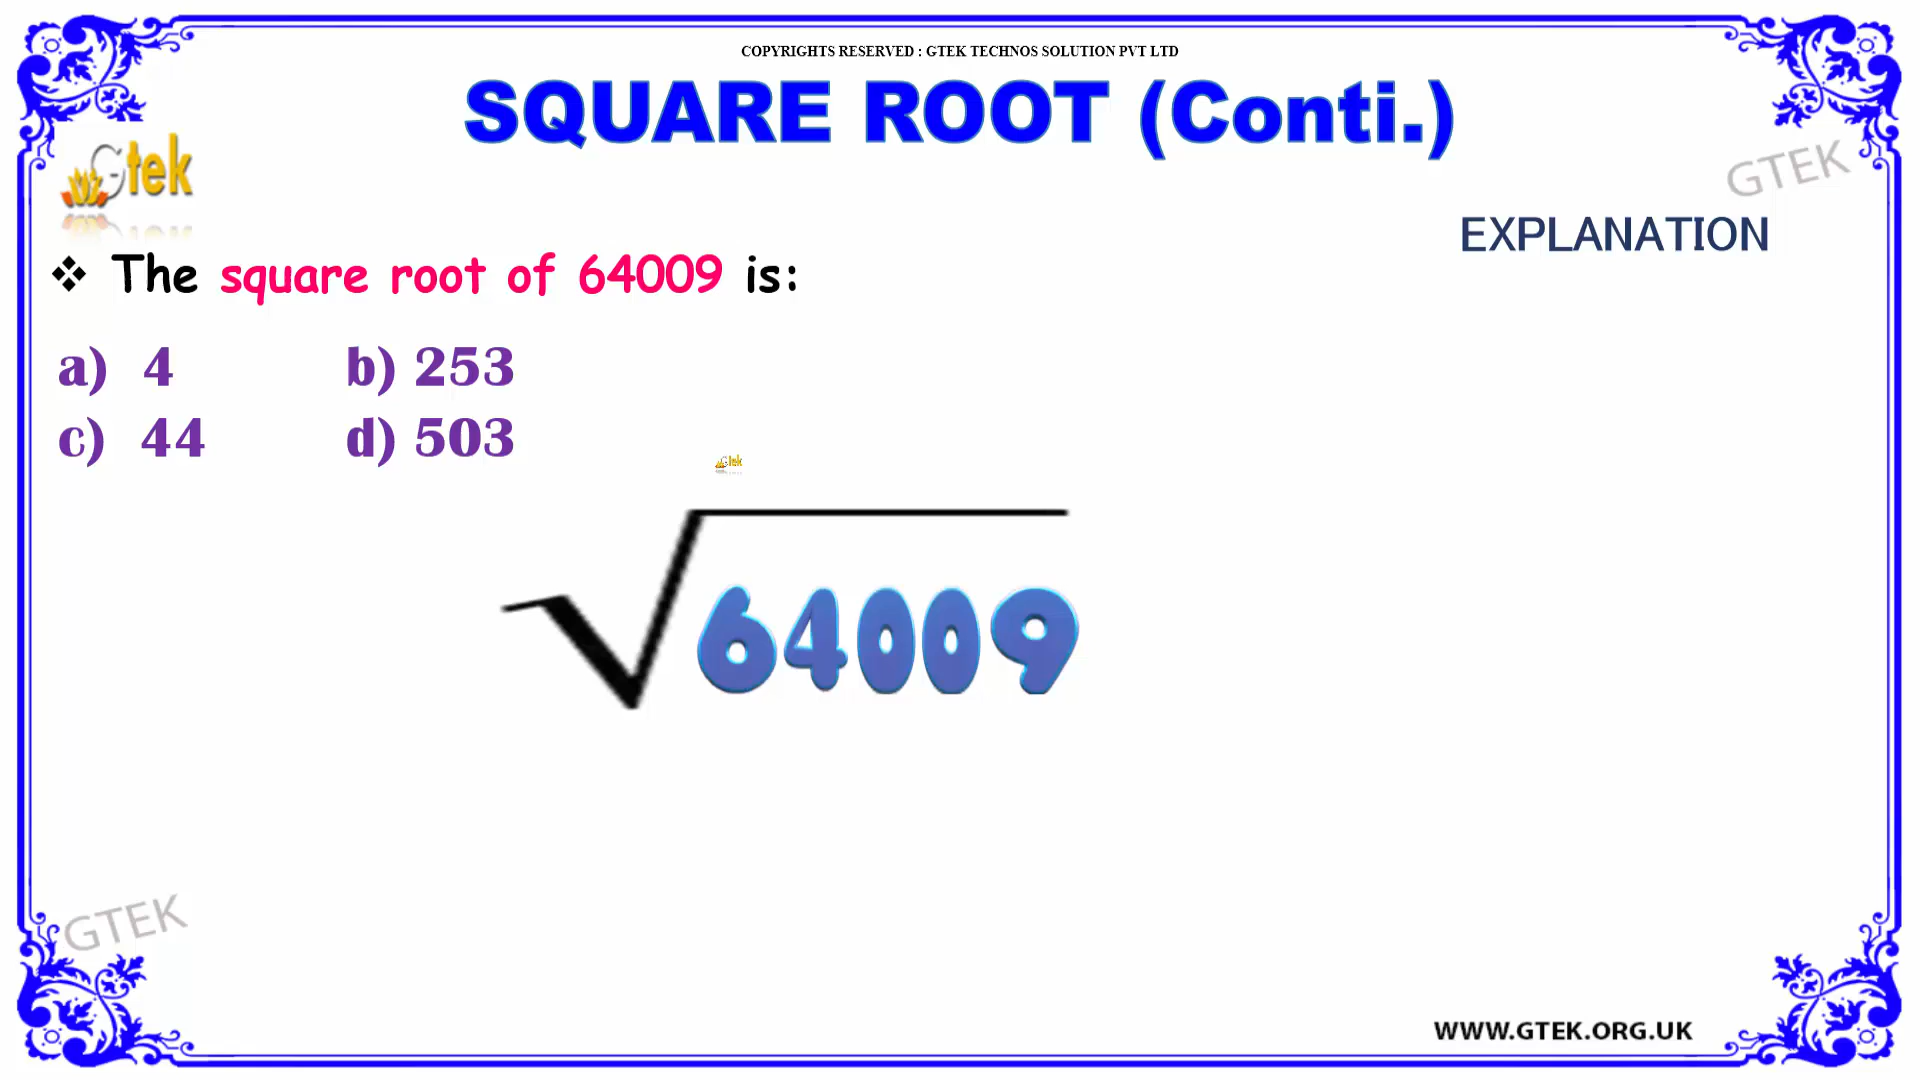 COPYRIGHTS RESERVED : GTEK TECHNOS SOLUTION PVT LTD
SQUARE ROOT (Conti.)
Gtek
GTEK
EXPLANATION
❖ The square root of 64009 is:
a) 4 b) 253
c) 44 d) 503
Gtek
√64009
GTEK
WWW.GTEK.ORG.UK